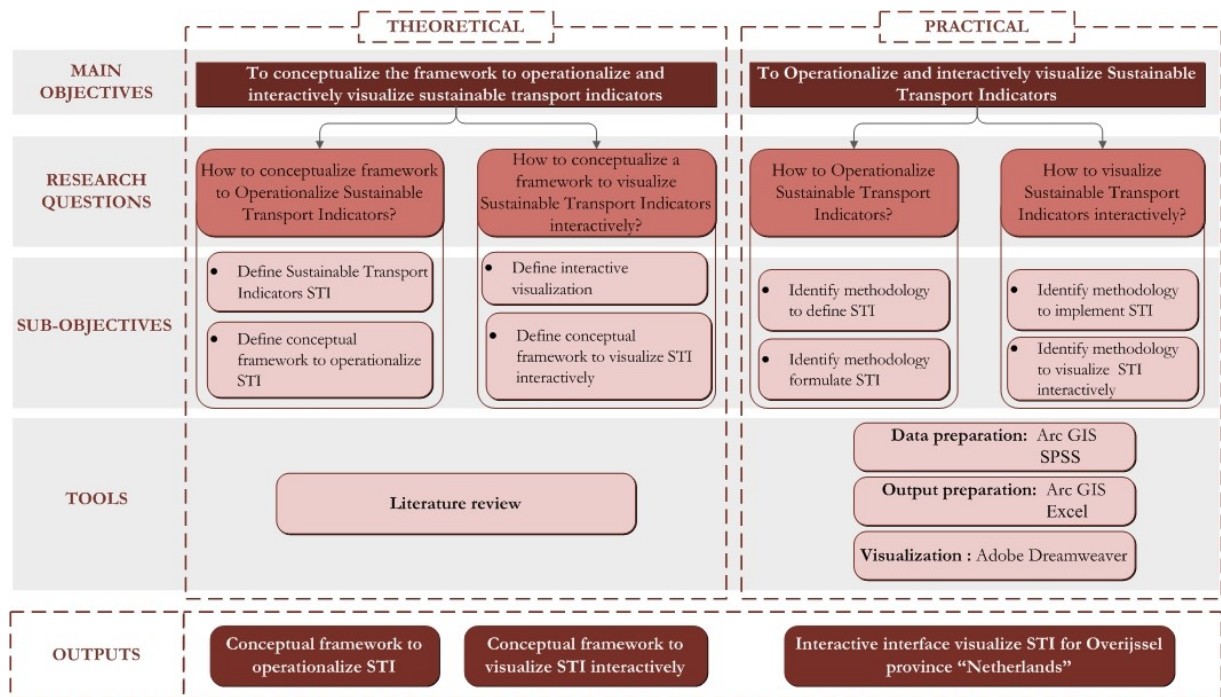 THEORETICAL
PRACTICAL
MAIN
OBJECTIVES
To conceptualize the framework to operationalize and
interactively visualize sustainable transport indicators
To Operationalize and interactively visualize Sustainable
Transport Indicators
RESEARCH
QUESTIONS
How to conceptualize framework
to Operationalize Sustainable
Transport Indicators?
How to conceptualize a
framework to visualize
Sustainable Transport Indicators
interactively?
How to Operationalize
Sustainable Transport
Indicators?
How to visualize
Sustainable Transport
Indicators interactively?
SUB-OBJECTIVES
• Define Sustainable Transport
Indicators STI
• Define conceptual
framework to operationalize
STI
• Define interactive
visualization
• Define conceptual
framework to visualize STI
interactively
• Identify methodology
to define STI
• Identify methodology
formulate STI
• Identify methodology
to implement STI
• Identify methodology
to visualize STI
interactively
TOOLS
Literature review
Data preparation: Arc GIS
SPSS
Output preparation: Arc GIS
Excel
Visualization : Adobe Dreamweaver
OUTPUTS
Conceptual framework to
operationalize STI
Conceptual framework to
visualize STI interactively
Interactive interface visualize STI for Overijssel
province “Netherlands”